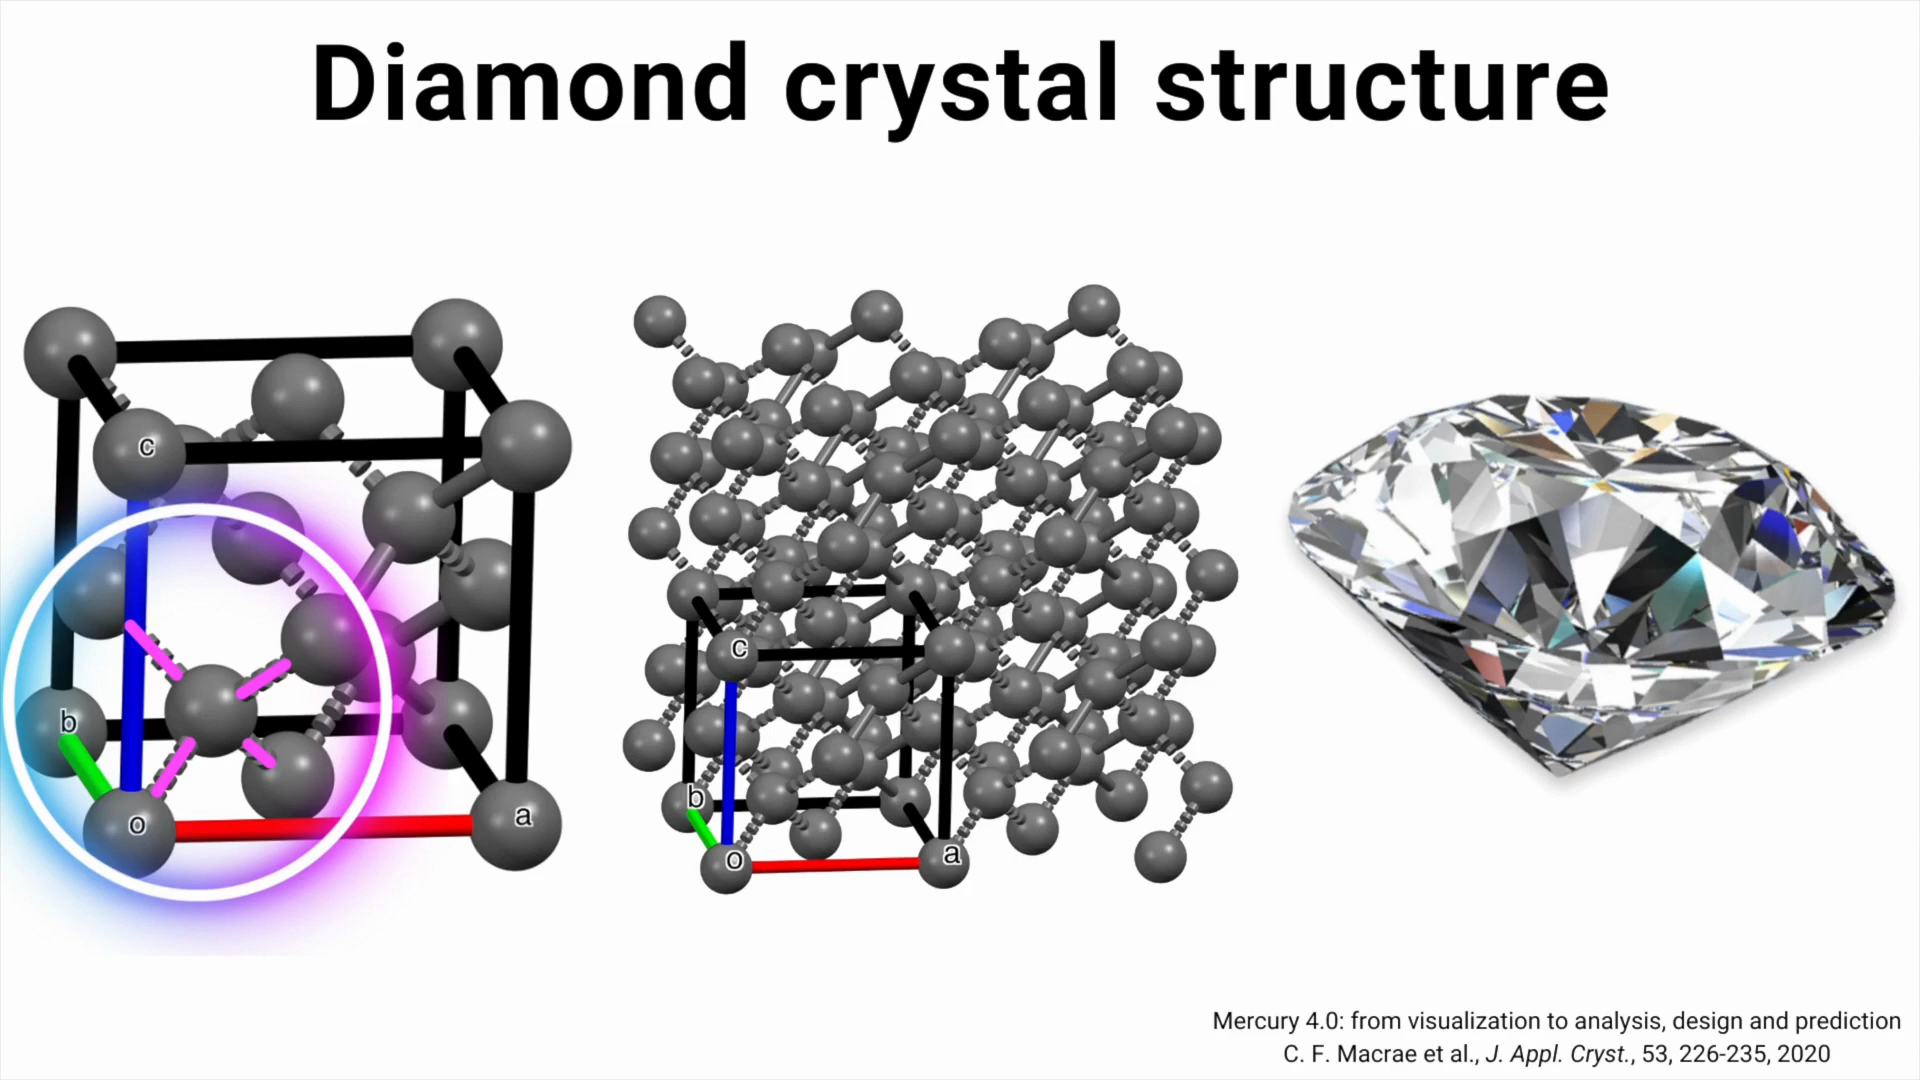 Diamond crystal structure
c
b
o
a
c
b
o
a
Mercury 4.0: from visualization to analysis, design and prediction
C. F. Macrae et al., J. Appl. Cryst., 53, 226-235, 2020